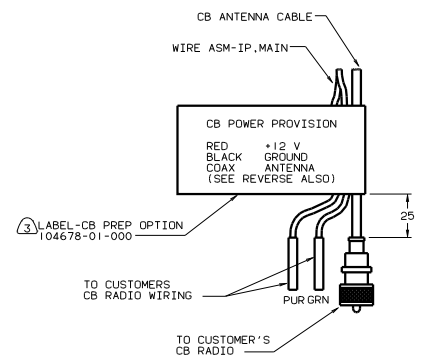 CB ANTENNA CABLE
WIRE ASM-IP,MAIN
CB POWER PROVISION
RED +12 V
BLACK GROUND
COAX ANTENNA
(SEE REVERSE ALSO)
25
3 LABEL-CB PREP OPTION
104678-01-000
TO CUSTOMERS
CB RADIO WIRING
PUR GRN
TO CUSTOMER'S
CB RADIO